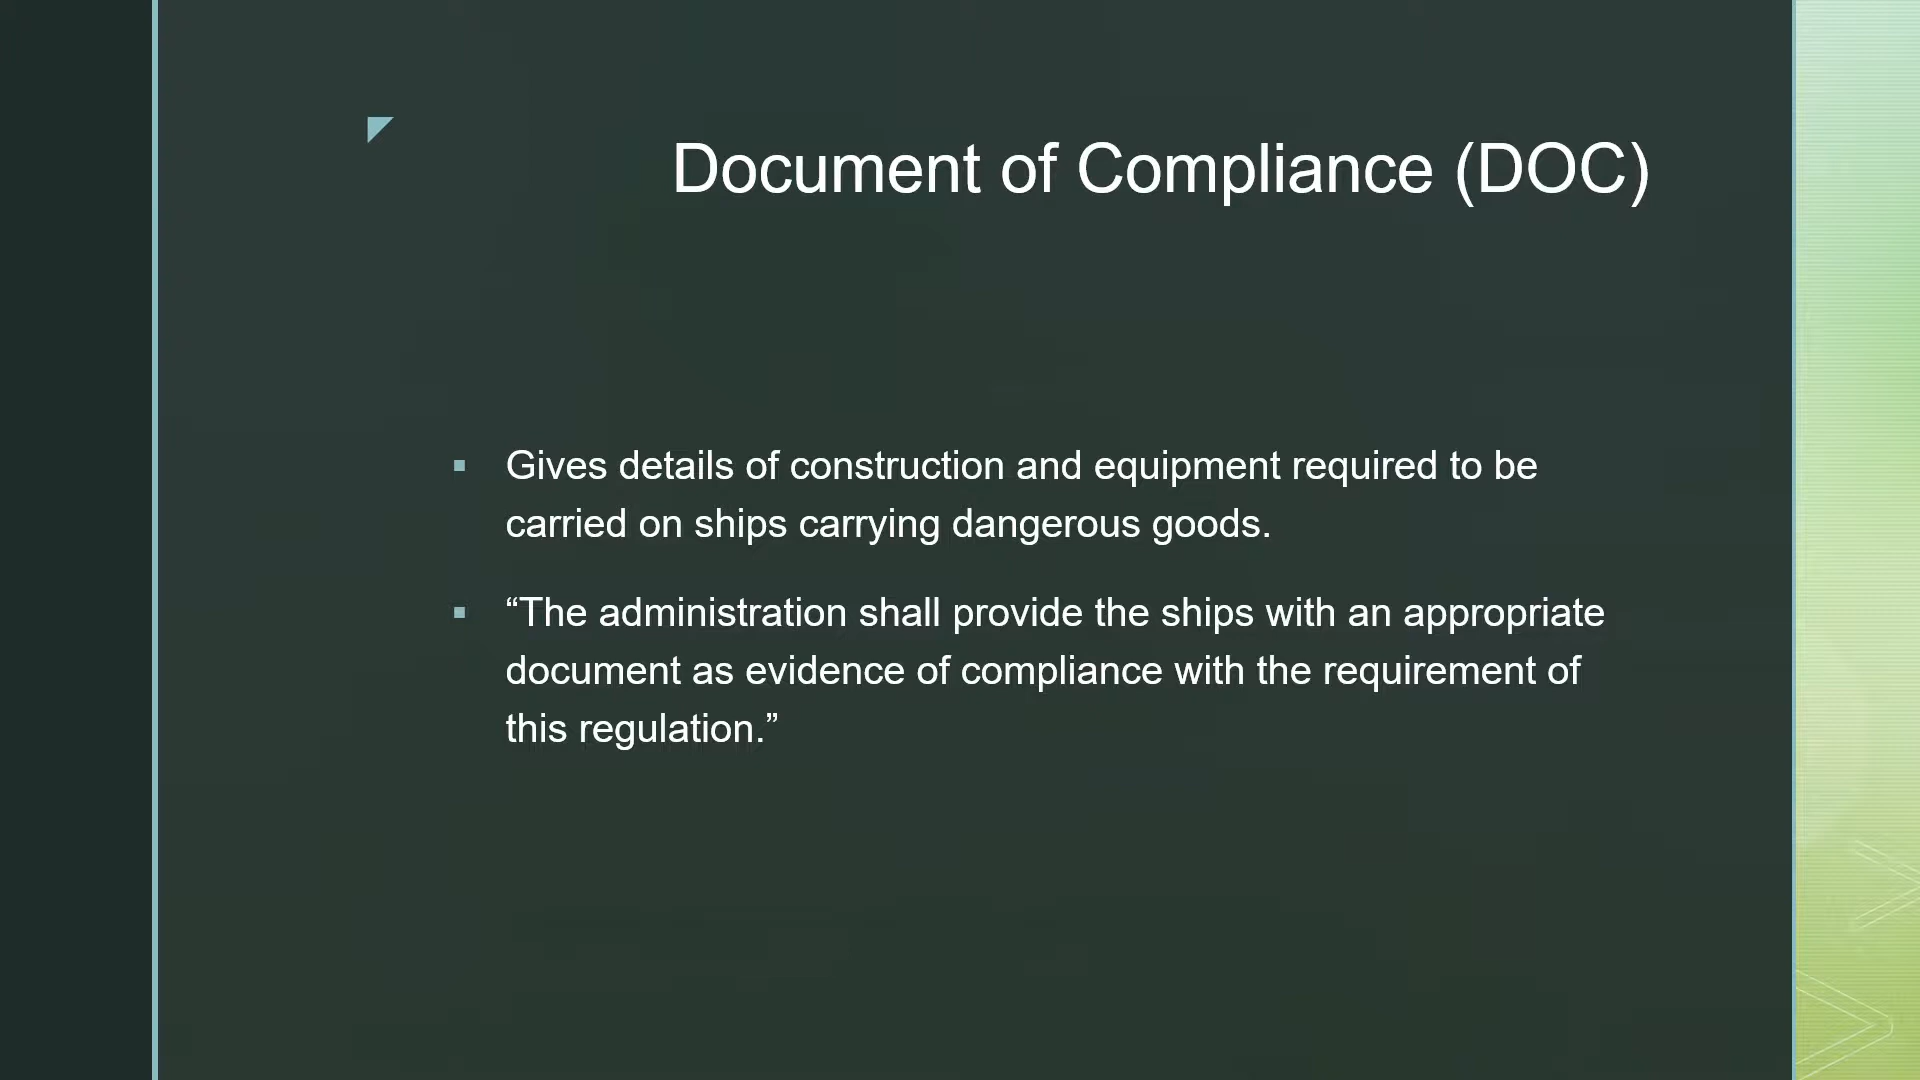 Document of Compliance (DOC)
Gives details of construction and equipment required to be
carried on ships carrying dangerous goods.
“The administration shall provide the ships with an appropriate
document as evidence of compliance with the requirement of
this regulation.”